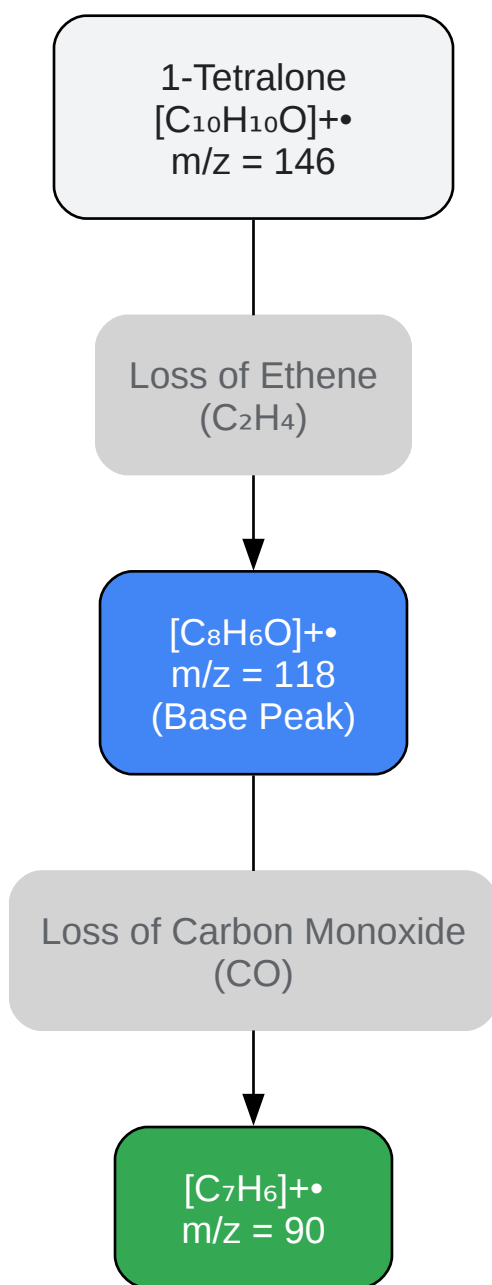 1-Tetralone
[C₁₀H₁₀O]+•
m/z = 146
Loss of Ethene
(C₂H₄)
[C₈H₆O]+•
m/z = 118
(Base Peak)
Loss of Carbon Monoxide
(CO)
[C₇H₆]+•
m/z = 90